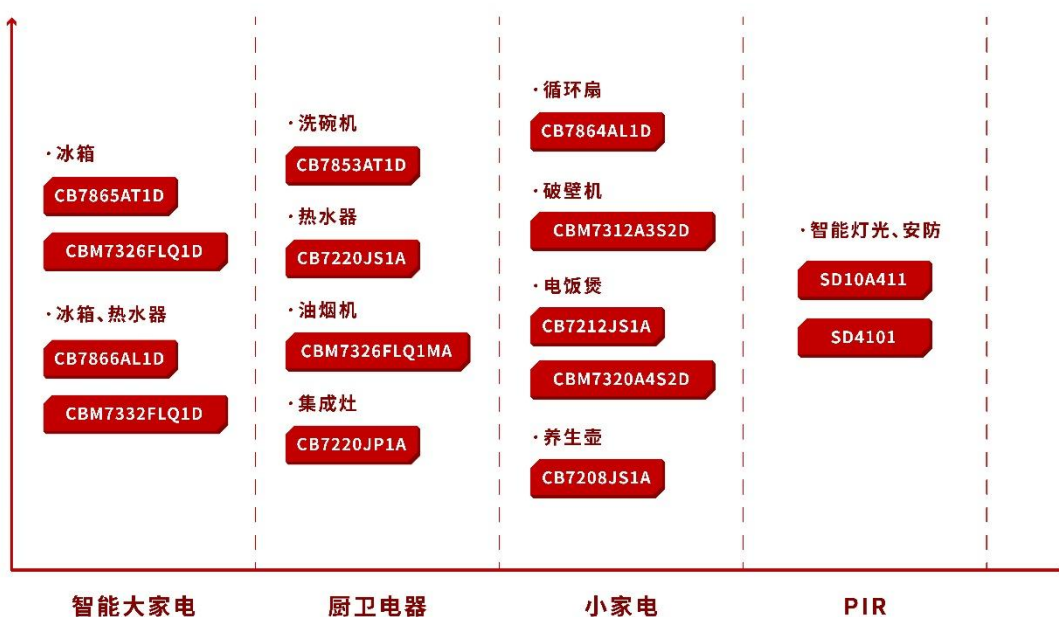 ·冰箱
CB7865AT1D
CBM7326FLQ1D
·冰箱、热水器
CB7866AL1D
CBM7332FLQ1D
智能大家电
·洗碗机
CB7853AT1D
·热水器
CB7220JS1A
·油烟机
CBM7326FLQ1MA
·集成灶
CB7220JP1A
厨卫电器
·循环扇
CB7864AL1D
·破壁机
CBM7312A3S2D
·电饭煲
CB7212JS1A
CBM7320A4S2D
·养生壶
CB7208JS1A
小家电
·智能灯光、安防
SD10A411
SD4101
PIR